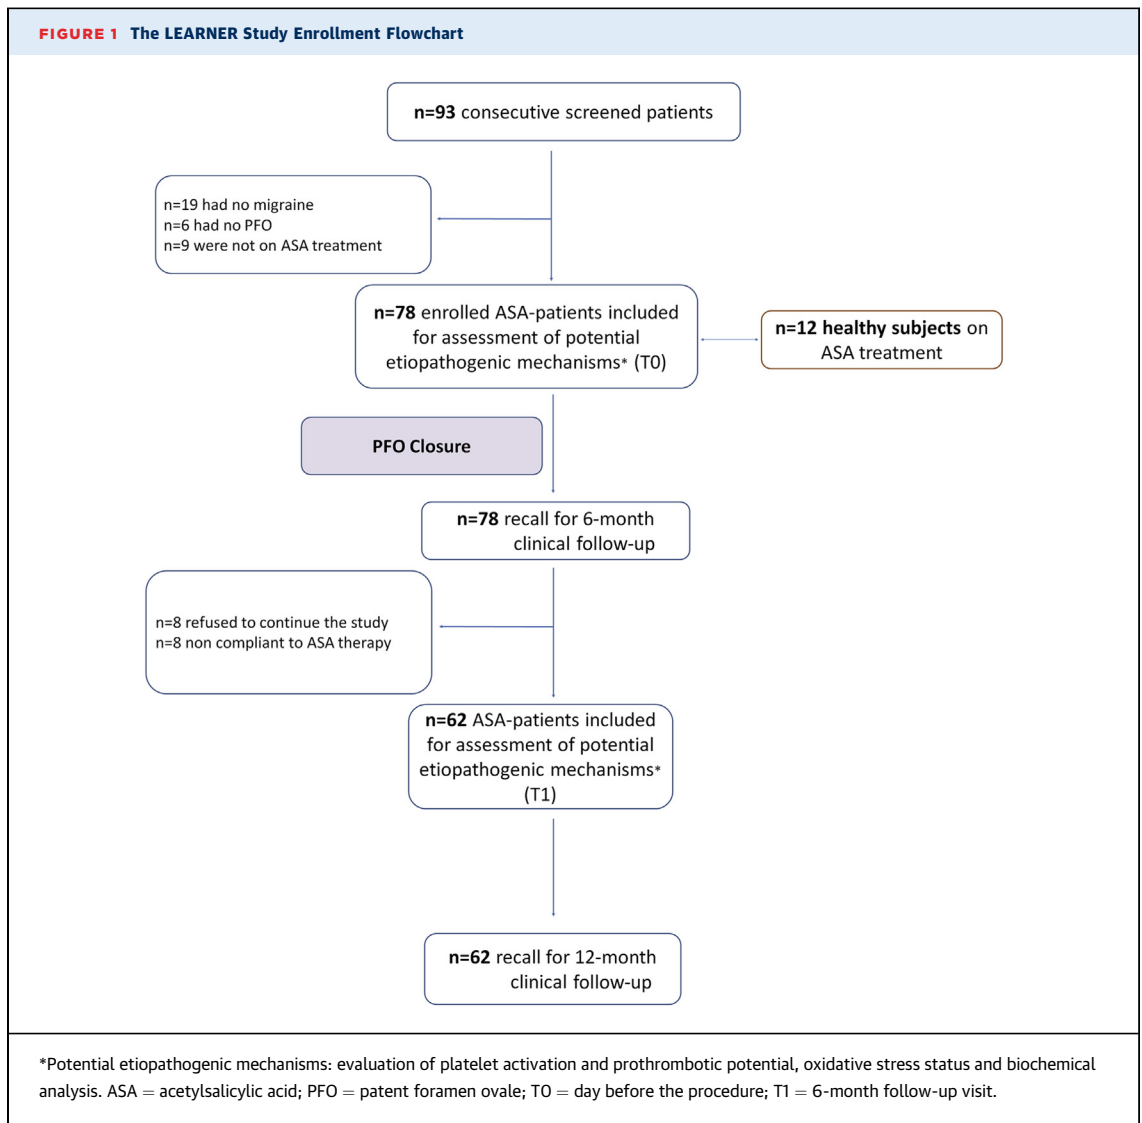 FIGURE 1 The LEARNER Study Enrollment Flowchart
n=93 consecutive screened patients
n=19 had no migraine
n=6 had no PFO
n=9 were not on ASA treatment
n=78 enrolled ASA-patients included
for assessment of potential
etiopathogenic mechanisms* (T0)
n=12 healthy subjects on
ASA treatment
PFO Closure
n=78 recall for 6-month
clinical follow-up
n=8 refused to continue the study
n=8 non compliant to ASA therapy
n=62 ASA-patients included
for assessment of potential
etiopathogenic mechanisms*
(T1)
n=62 recall for 12-month
clinical follow-up
*Potential etiopathogenic mechanisms: evaluation of platelet activation and prothrombotic potential, oxidative stress status and biochemical
analysis. ASA = acetylsalicylic acid; PFO = patent foramen ovale; T0 = day before the procedure; T1 = 6-month follow-up visit.